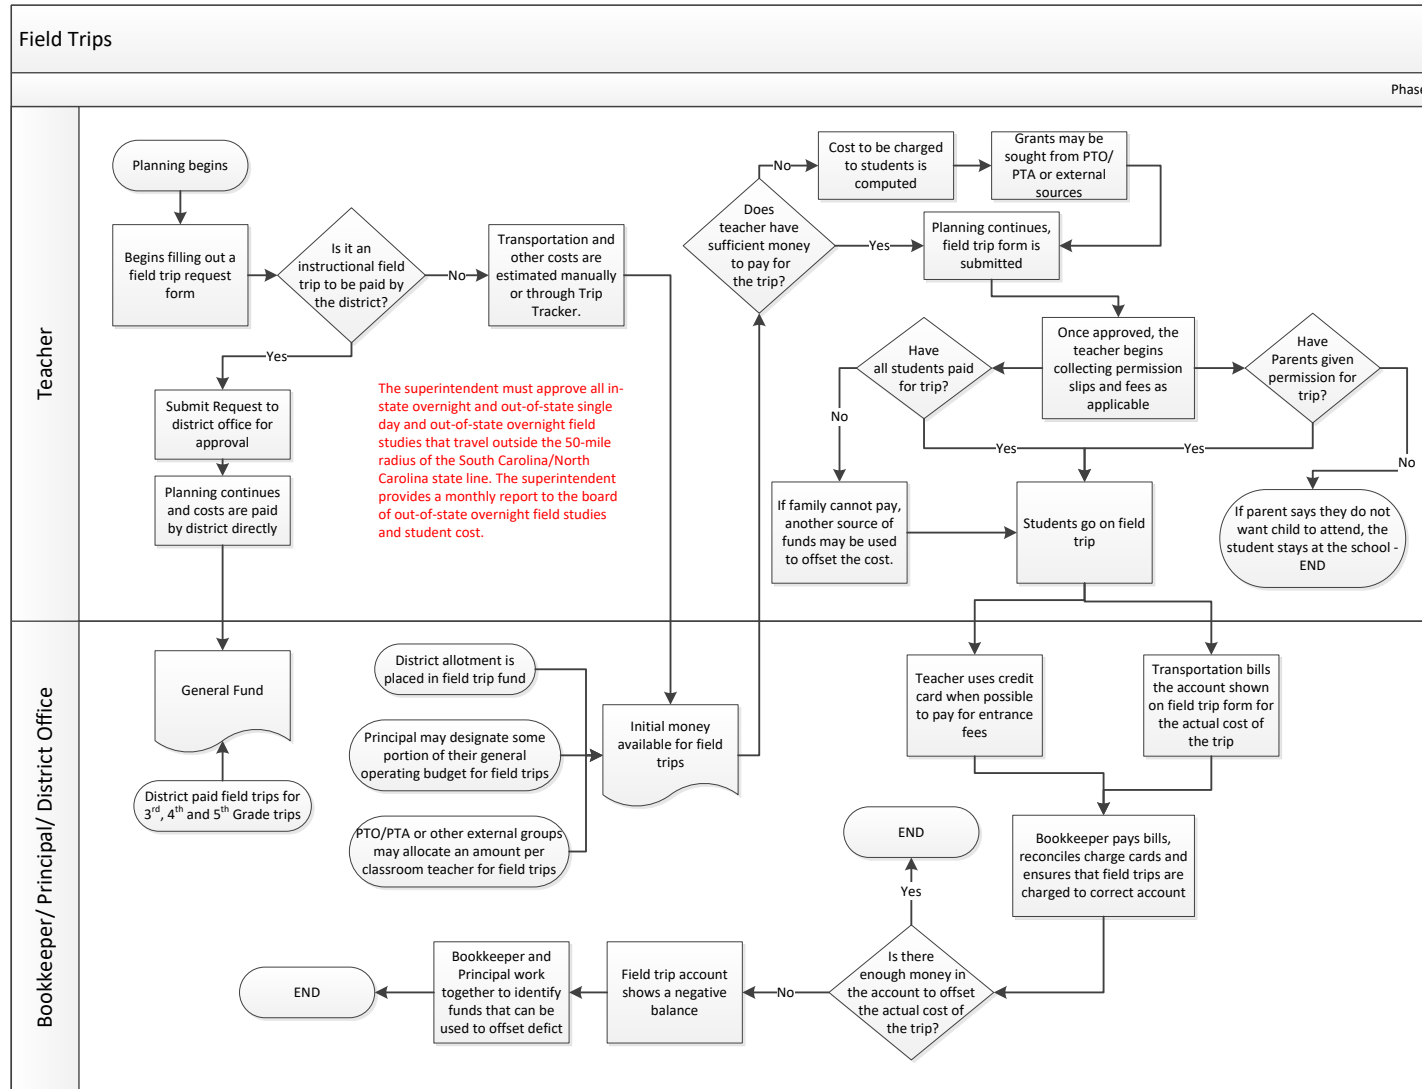 Field Trips
Phase
Teacher
Planning begins
Begins filling out a
field trip request
form
Is it an
instructional field
trip to be paid by
the district?
No
Transportation and
other costs are
estimated manually
or through Trip
Tracker.
Yes
Submit Request to
district office for
approval
Planning continues
and costs are paid
by district directly
The superintendent must approve all in-
state overnight and out-of-state single
day and out-of-state overnight field
studies that travel outside the 50-mile
radius of the South Carolina/North
Carolina state line. The superintendent
provides a monthly report to the board
of out-of-state overnight field studies
and student cost.
Does
teacher have
sufficient money
to pay for
the trip?
No
Cost to be charged
to students is
computed
Grants may be
sought from PTO/
PTA or external
sources
Yes
Planning continues,
field trip form is
submitted
Once approved, the
teacher begins
collecting permission
slips and fees as
applicable
Have
all students paid
for trip?
Have
Parents given
permission for
trip?
No
Yes
Yes
No
If family cannot pay,
another source of
funds may be used
to offset the cost.
Students go on field
trip
If parent says they do not
want child to attend, the
student stays at the school -
END
Bookkeeper/ Principal/ District Office
General Fund
District paid field trips for
3rd, 4th and 5th Grade trips
District allotment is
placed in field trip fund
Principal may designate some
portion of their general
operating budget for field trips
PTO/PTA or other external groups
may allocate an amount per
classroom teacher for field trips
Initial money
available for field
trips
Teacher uses credit
card when possible
to pay for entrance
fees
Transportation bills
the account shown
on field trip form for
the actual cost of
the trip
Bookkeeper pays bills,
reconciles charge cards and
ensures that field trips are
charged to correct account
END
Yes
Is there
enough money in
the account to offset
the actual cost of
the trip?
No
Field trip account
shows a negative
balance
Bookkeeper and
Principal work
together to identify
funds that can be
used to offset defict
END